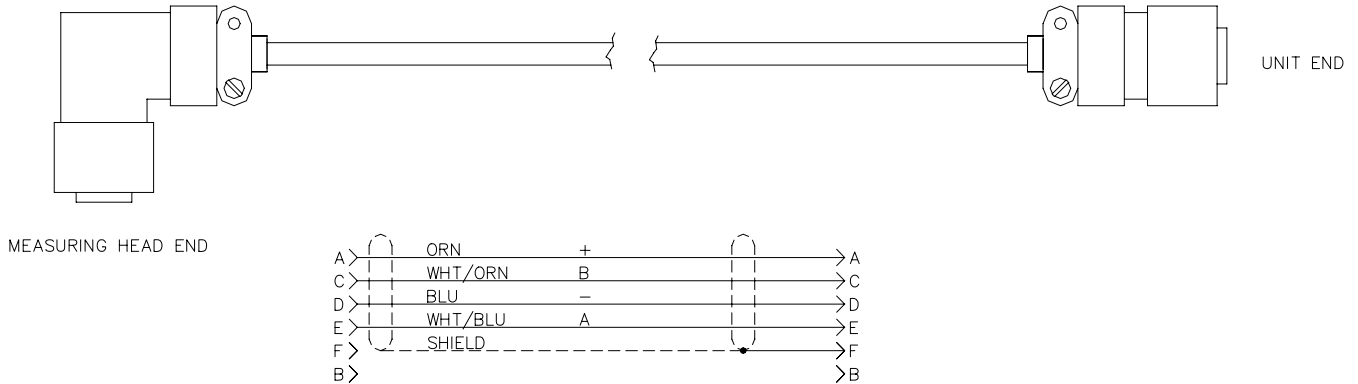 UNIT END
MEASURING HEAD END
A ORN + A
C WHT/ORN B C
D BLU - D
E WHT/BLU A E
F SHIELD F
B B